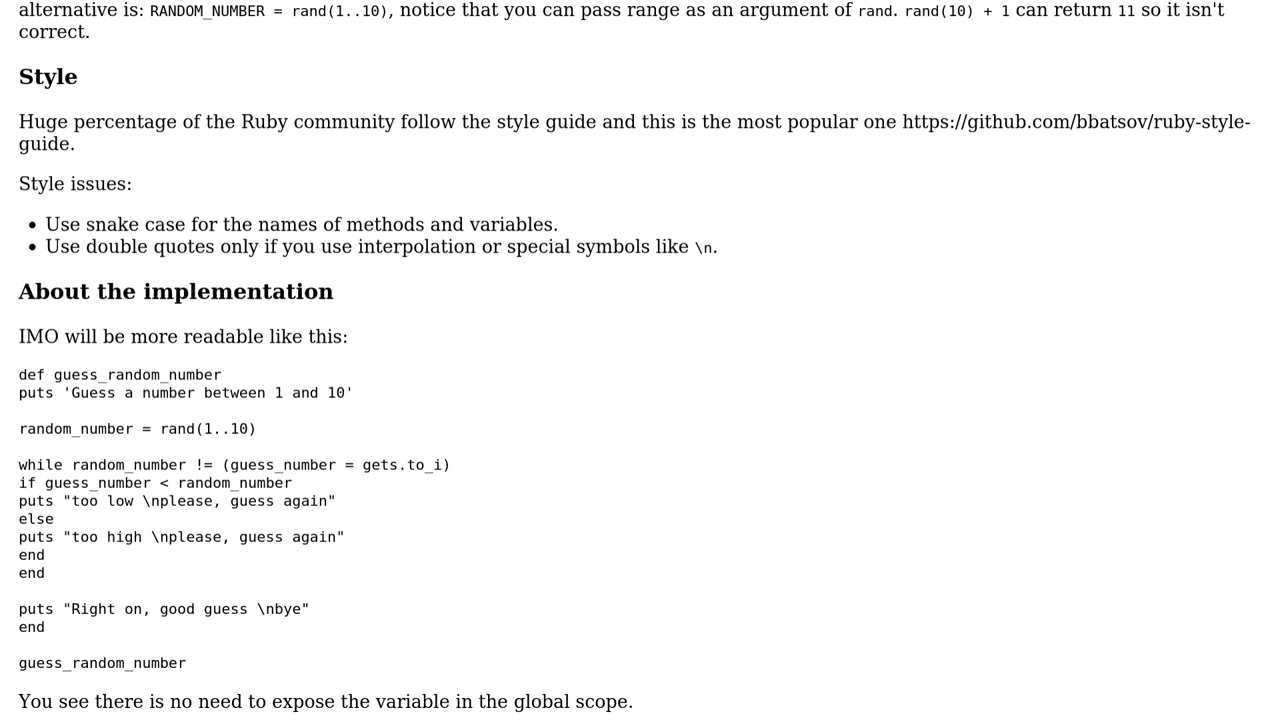 alternative is: RANDOM_NUMBER = rand(1..10), notice that you can pass range as an argument of rand. rand(10) + 1 can return 11 so it isn't
correct.
Style
Huge percentage of the Ruby community follow the style guide and this is the most popular one https://github.com/bbatsov/ruby-style-
guide.
Style issues:
• Use snake case for the names of methods and variables.
• Use double quotes only if you use interpolation or special symbols like \n.
About the implementation
IMO will be more readable like this:
def guess_random_number
puts 'Guess a number between 1 and 10'
random_number = rand(1..10)
while random_number != (guess_number = gets.to_i)
if guess_number < random_number
puts "too low \nplease, guess again"
else
puts "too high \nplease, guess again"
end
end
puts "Right on, good guess \nbye"
end
guess_random_number
You see there is no need to expose the variable in the global scope.